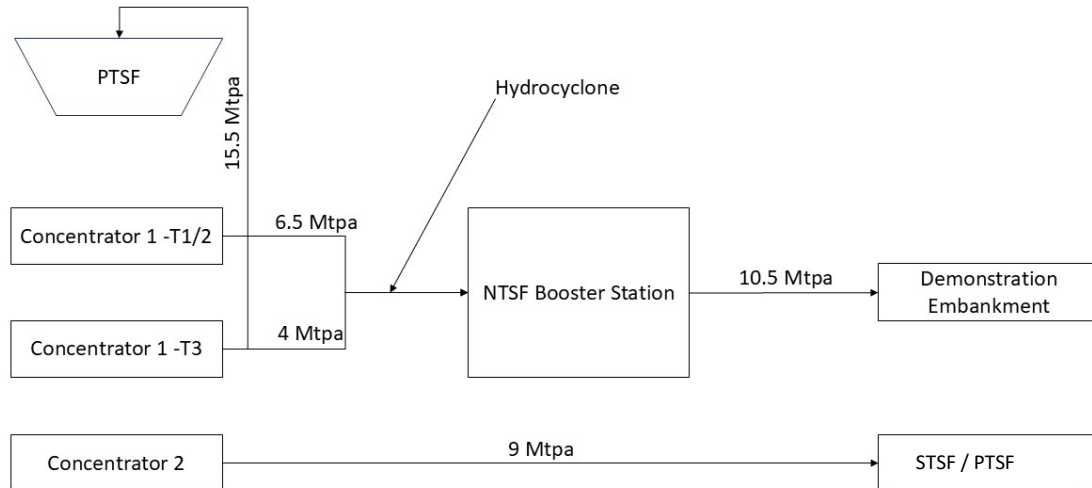 PTSF
15.5 Mtpa
Hydrocyclone
Concentrator 1 -T1/2
6.5 Mtpa
NTSF Booster Station
10.5 Mtpa
Demonstration
Embankment
Concentrator 1 -T3
4 Mtpa
Concentrator 2
9 Mtpa
STSF / PTSF